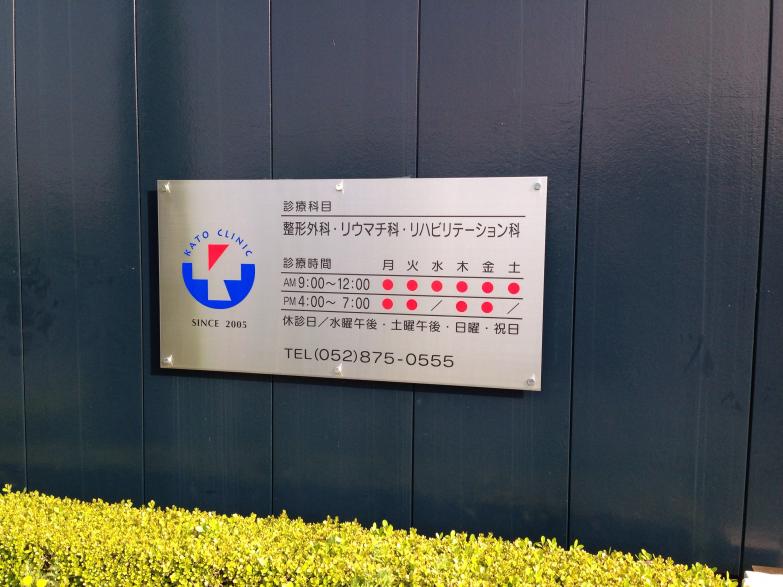 KATO CLINIC
SINCE 2005
診療科目
整形外科・リウマチ科・リハビリテーション科
診療時間 月 火 水 木 金 土
AM 9:00～12:00 ● ● ● ● ● ●
PM 4:00～ 7:00 ● ● ／ ● ● ／
休診日／水曜午後・土曜午後・日曜・祝日
TEL(052)875-0555